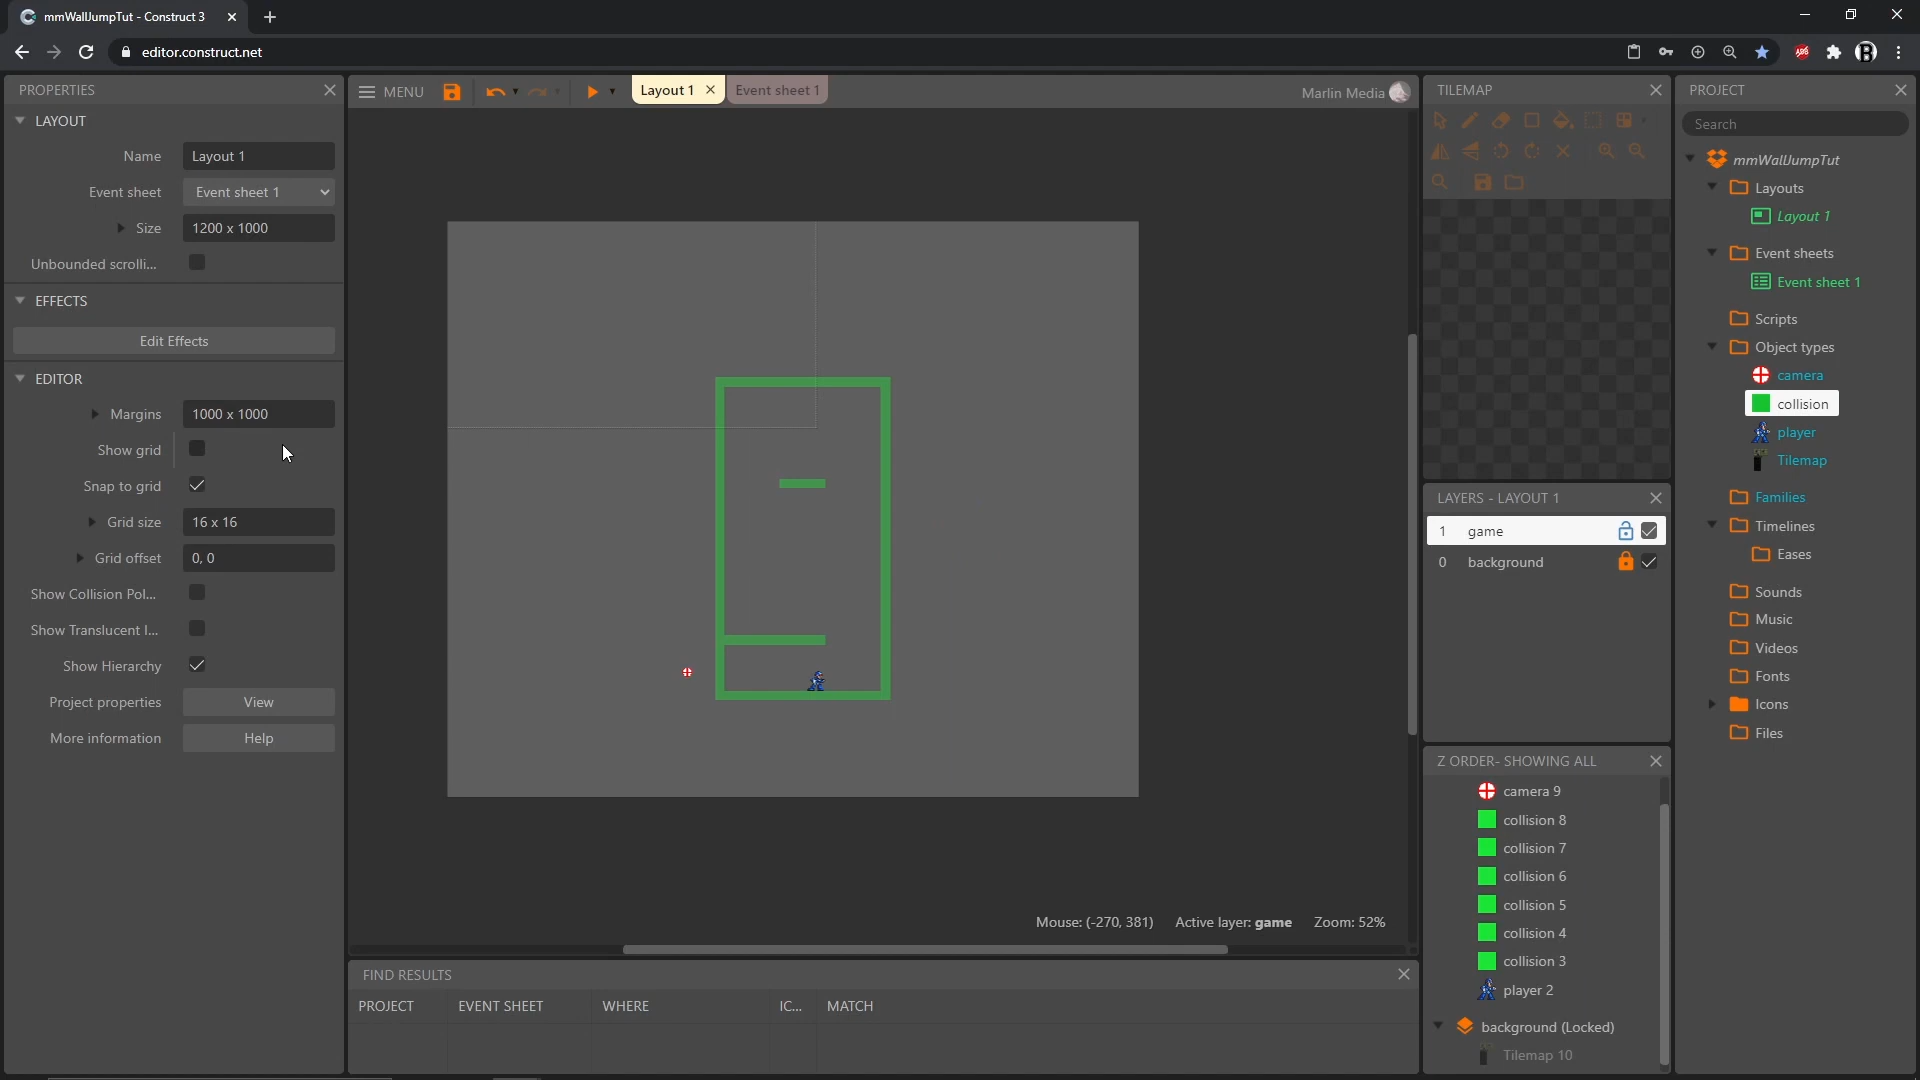 mmWallJumpTut - Construct 3
editor.construct.net
PROPERTIES
LAYOUT
Name Layout 1
Event sheet Event sheet 1
Size 1200 x 1000
Unbounded scrolli...
EFFECTS
Edit Effects
EDITOR
Margins 1000 x 1000
Show grid
Snap to grid
Grid size 16 x 16
Grid offset 0, 0
Show Collision Pol...
Show Translucent I...
Show Hierarchy
Project properties View
More information Help
MENU
Layout 1
Event sheet 1
Marlin Media
Mouse: (-270, 381) Active layer: game Zoom: 52%
FIND RESULTS
PROJECT EVENT SHEET WHERE IC... MATCH
TILEMAP
LAYERS - LAYOUT 1
1 game
0 background
Z ORDER- SHOWING ALL
camera 9
collision 8
collision 7
collision 6
collision 5
collision 4
collision 3
player 2
background (Locked)
Tilemap 10
PROJECT
Search
mmWallJumpTut
Layouts
Layout 1
Event sheets
Event sheet 1
Scripts
Object types
camera
collision
player
Tilemap
Families
Timelines
Eases
Sounds
Music
Videos
Fonts
Icons
Files